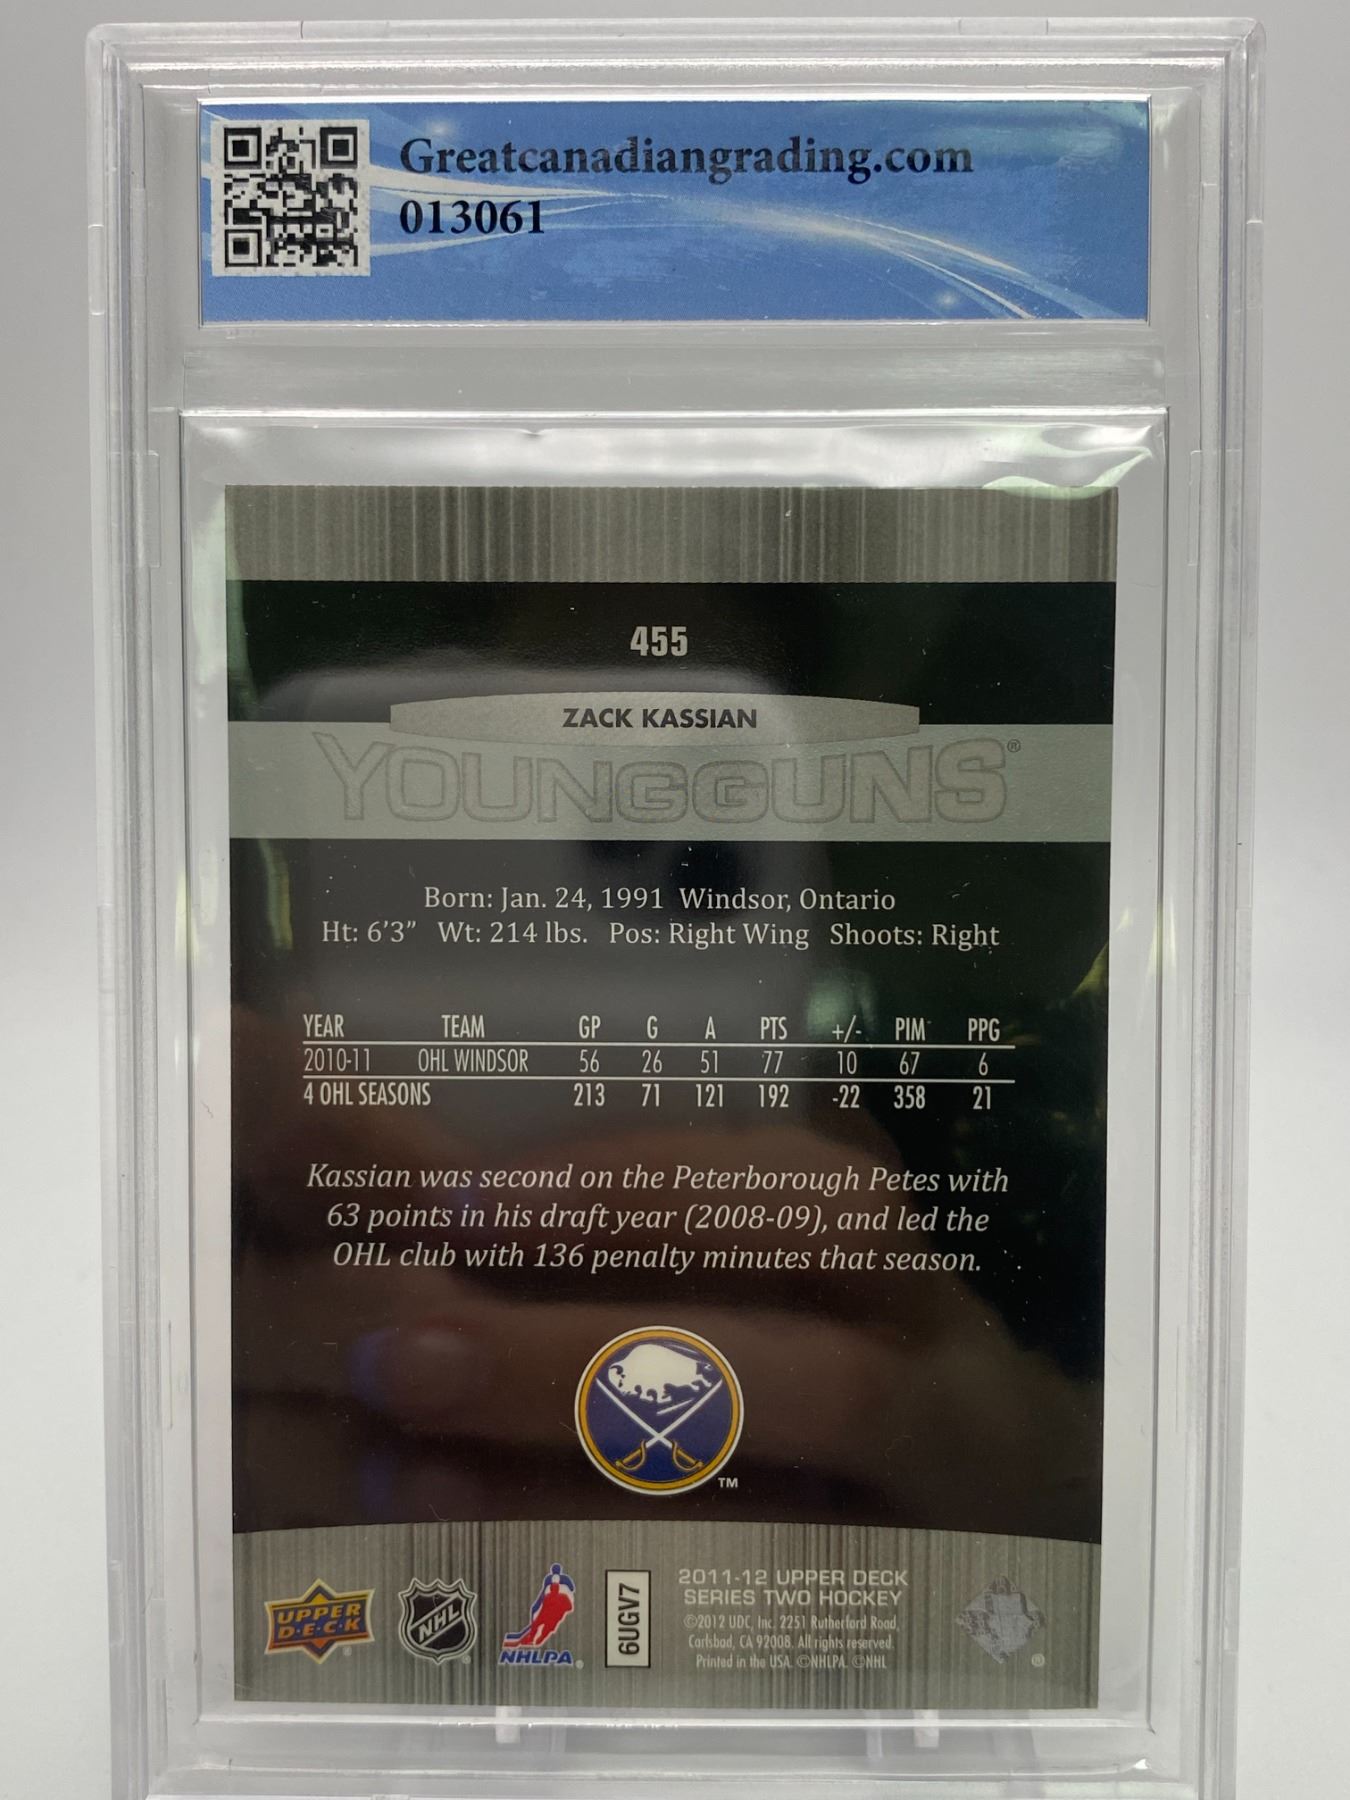 Greatcanadiangrading.com
013061
455
ZACK KASSIAN
YOUNGGUNS®
Born: Jan. 24, 1991 Windsor, Ontario
Ht: 6’3” Wt: 214 lbs. Pos: Right Wing Shoots: Right
YEAR TEAM GP G A PTS +/- PIM PPG
2010-11 OHL WINDSOR 56 26 51 77 10 67 6
4 OHL SEASONS 213 71 121 192 -22 358 21
Kassian was second on the Peterborough Petes with
63 points in his draft year (2008-09), and led the
OHL club with 136 penalty minutes that season.
TM
UPPER
D·E·C·K
®
NHL
®
NHLPA®
6UGV7
2011-12 UPPER DECK
SERIES TWO HOCKEY
©2012 UDC, Inc. 2251 Rutherford Road,
Carlsbad, CA 92008. All rights reserved.
Printed in the USA. ©NHLPA. ©NHL
®